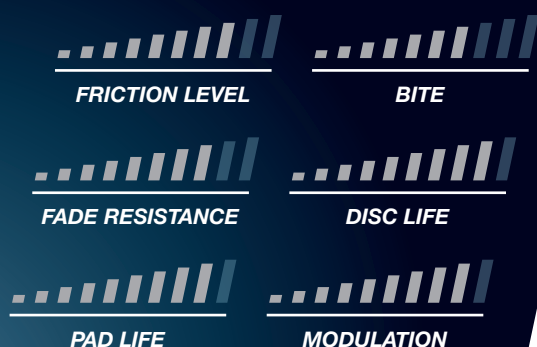 FRICTION LEVEL
BITE
FADE RESISTANCE
DISC LIFE
PAD LIFE
MODULATION